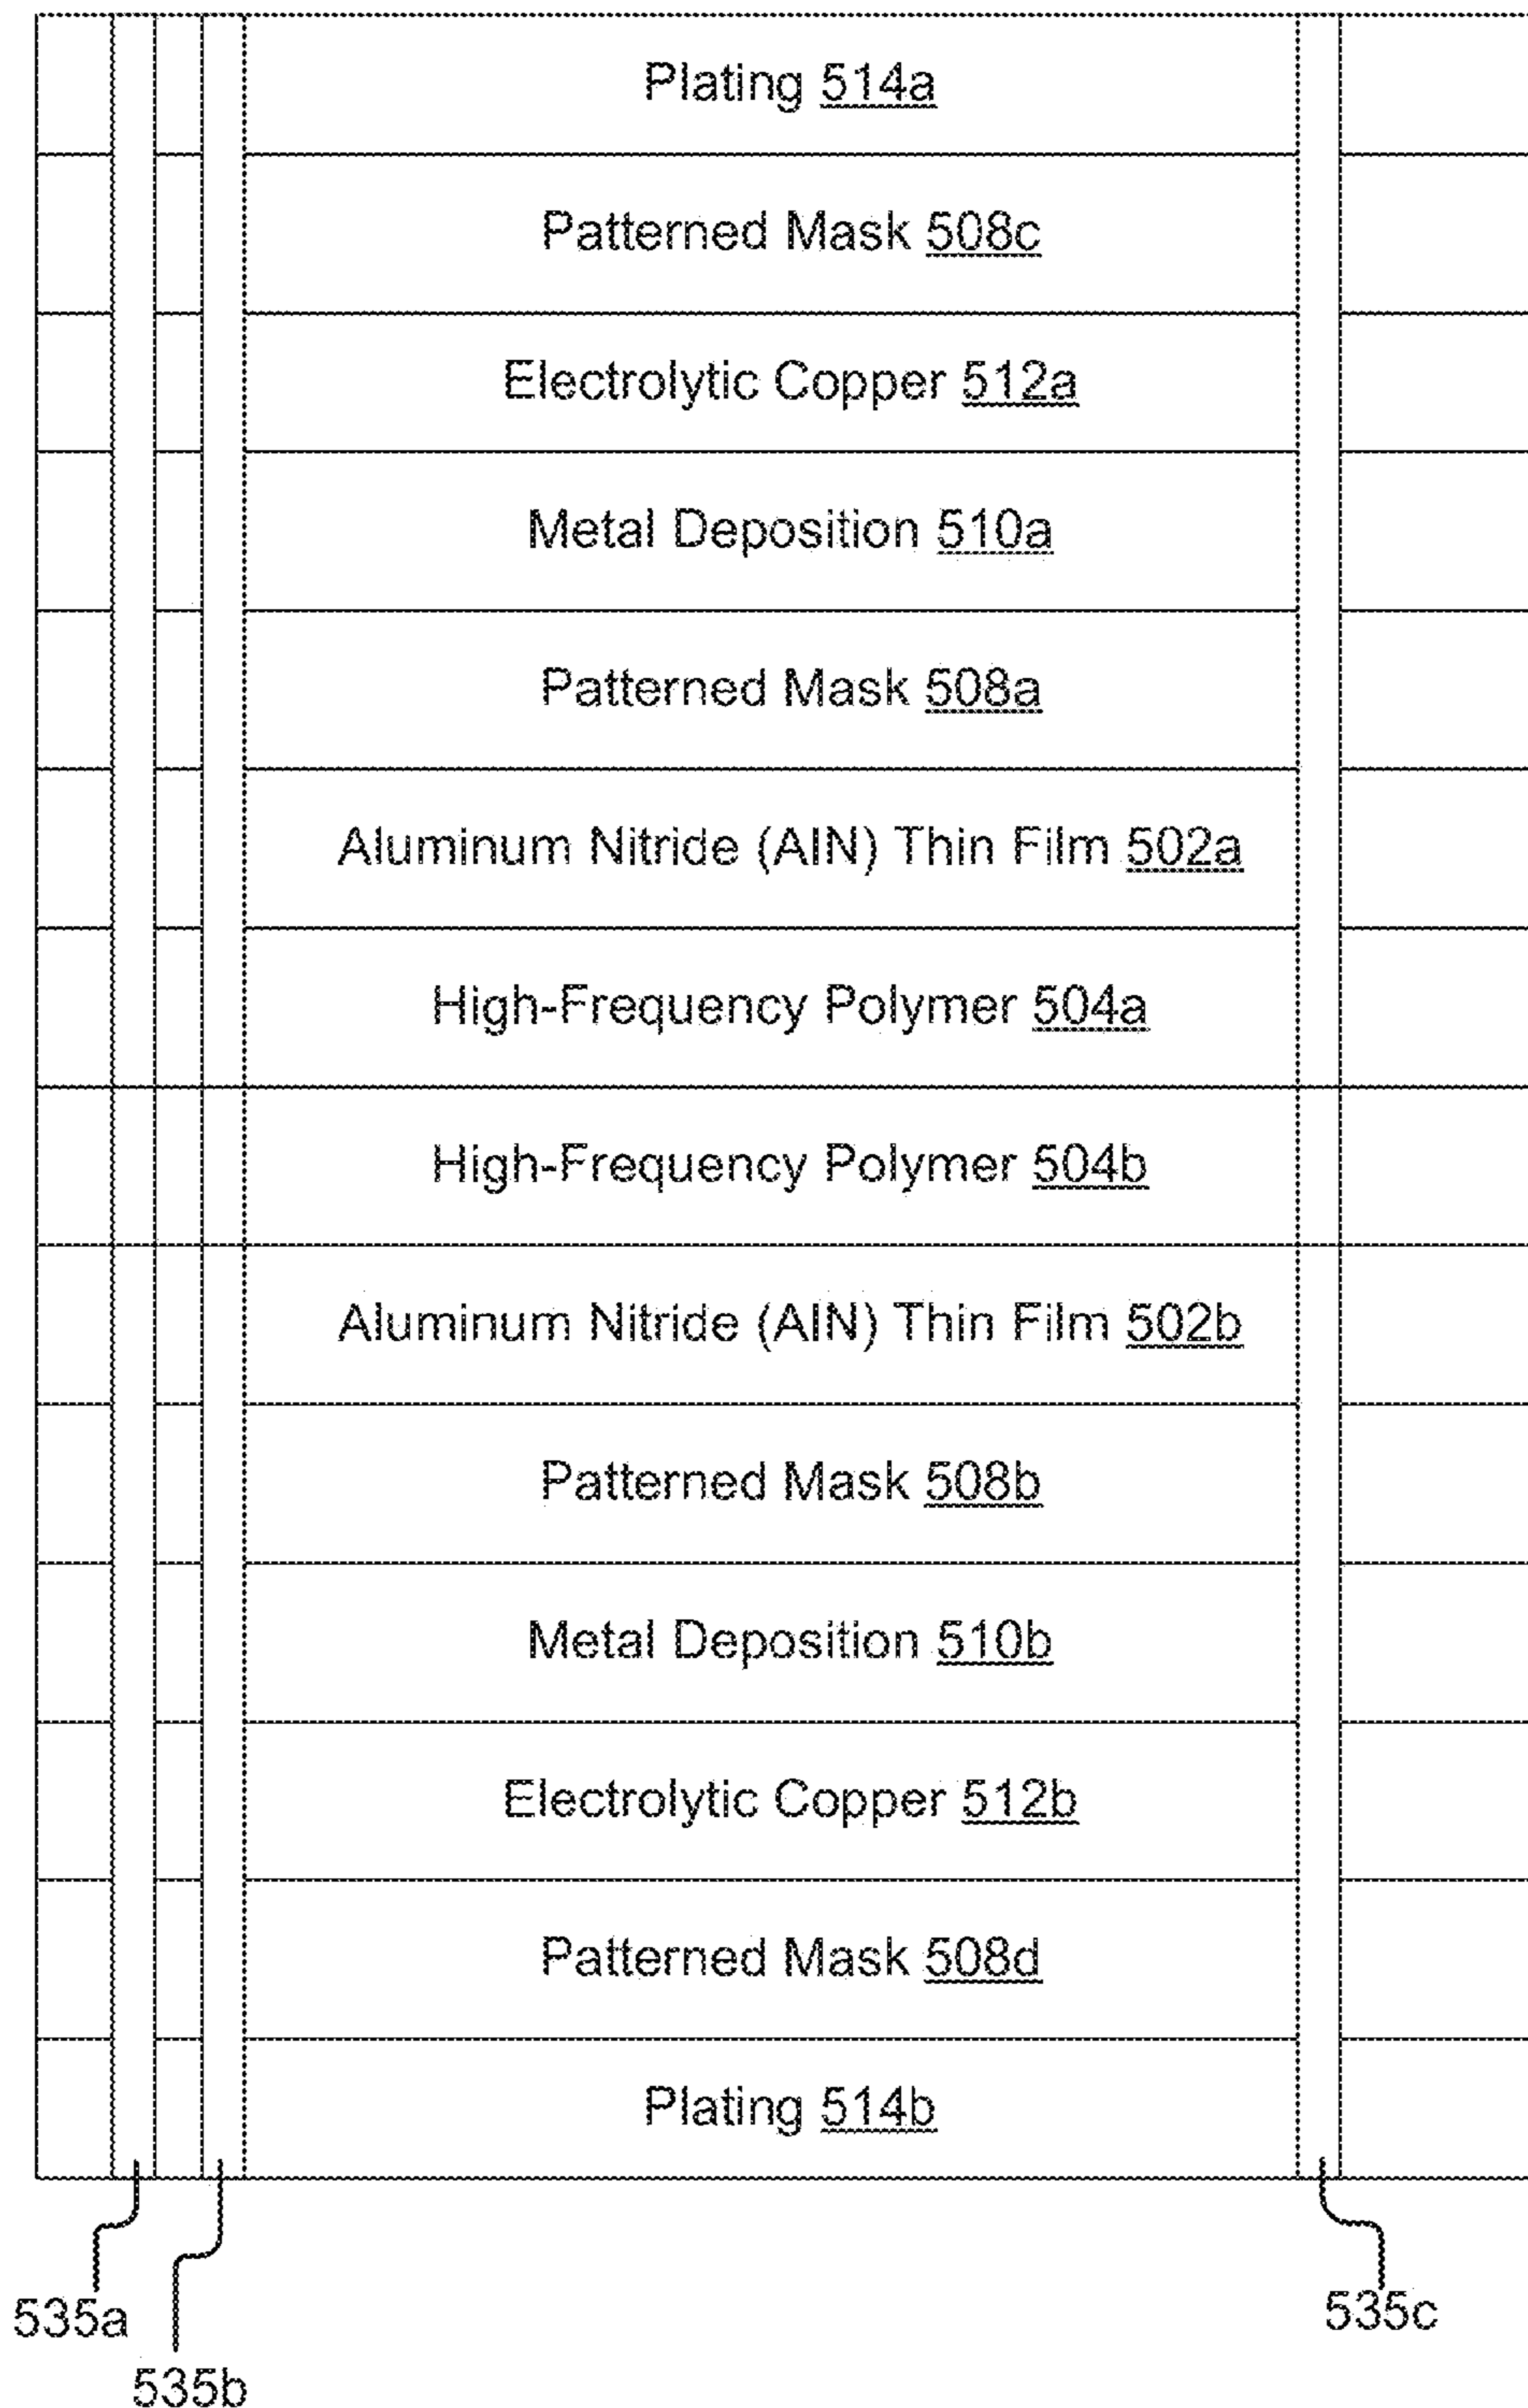 Plating 514a
Patterned Mask 508c
Electrolytic Copper 512a
Metal Deposition 510a
Patterned Mask 508a
Aluminum Nitride (AlN) Thin Film 502a
High-Frequency Polymer 504a
High-Frequency Polymer 504b
Aluminum Nitride (AlN) Thin Film 502b
Patterned Mask 508b
Metal Deposition 510b
Electrolytic Copper 512b
Patterned Mask 508d
Plating 514b
535a
535b
535c